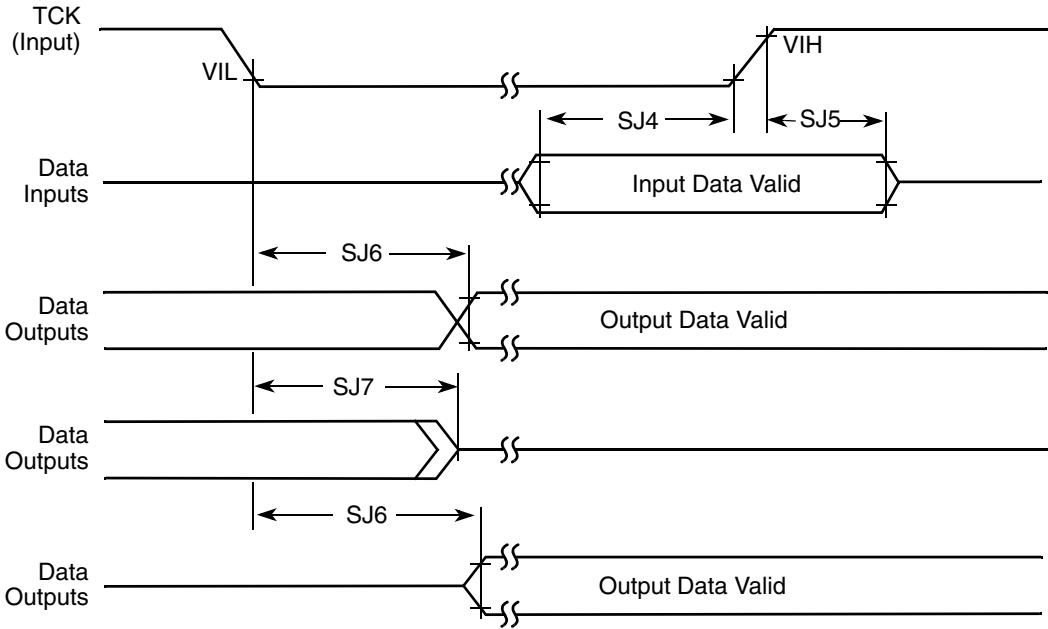 TCK
(Input)
VIL
VIH
SJ4
SJ5
Data
Inputs
Input Data Valid
SJ6
Data
Outputs
Output Data Valid
SJ7
Data
Outputs
SJ6
Data
Outputs
Output Data Valid